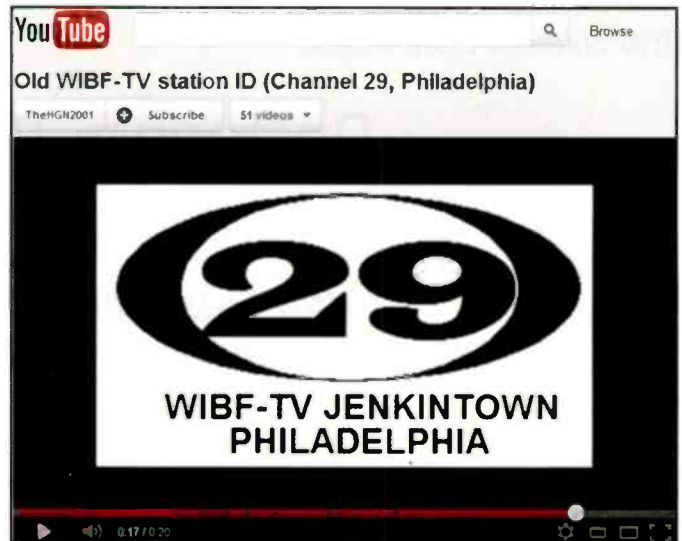 You Tube Browse
Old WIBF-TV station ID (Channel 29, Philadelphia)
TheHGN2001 Subscribe 51 videos
29
WIBF-TV JENKINTOWN
PHILADELPHIA
0:17 / 0:20